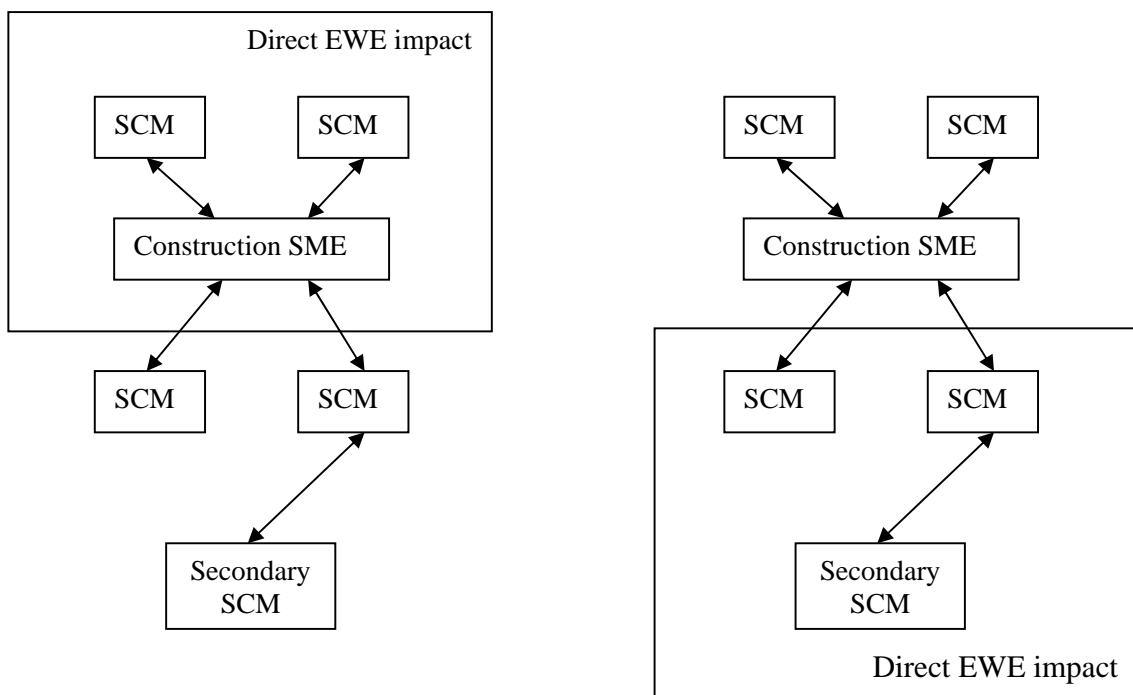 Direct EWE impact
SCM
SCM
Construction SME
SCM
SCM
Secondary
SCM
SCM
SCM
Construction SME
SCM
SCM
Secondary
SCM
Direct EWE impact